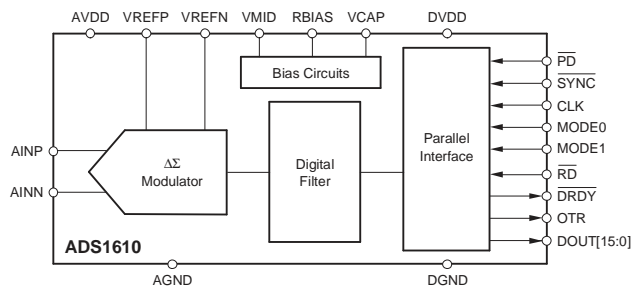 AVDD VREFP VREFN VMID RBIAS VCAP DVDD
Bias Circuits
PD
SYNC
CLK
MODE0
MODE1
RD
DRDY
OTR
DOUT[15:0]
AINP
AINN
ΔΣ
Modulator
Digital
Filter
Parallel
Interface
ADS1610
AGND DGND